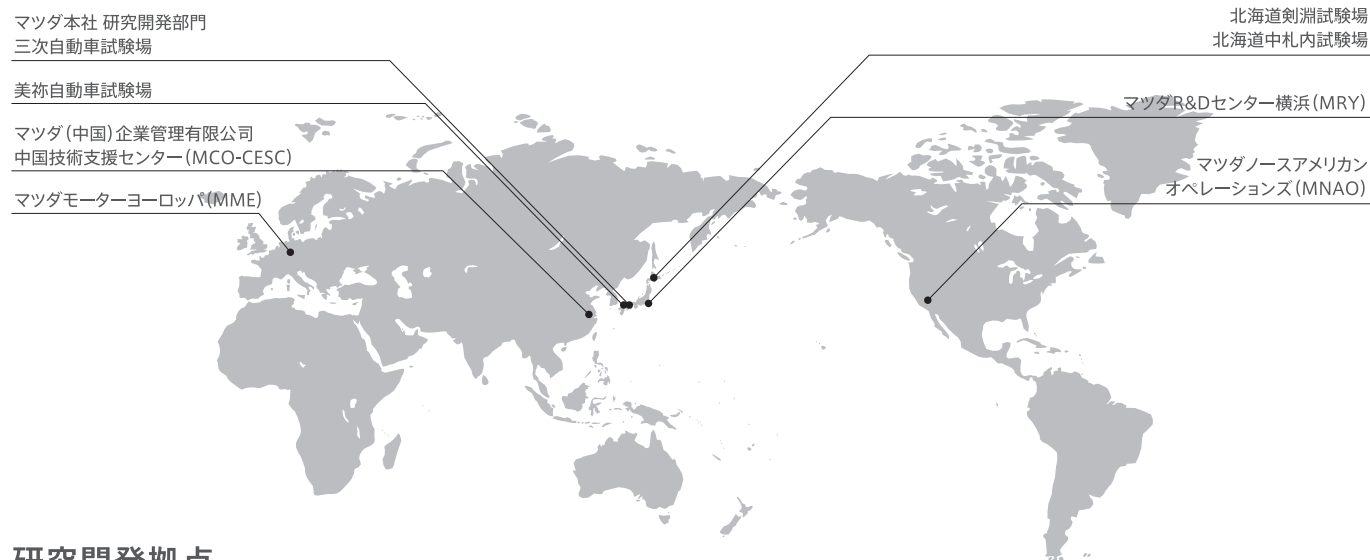 マツダ本社 研究開発部門
三次自動車試験場
美祢自動車試験場
マツダ（中国）企業管理有限公司
中国技術支援センター（MCO-CESC）
マツダモーターヨーロッパ（MME）
北海道剣淵試験場
北海道中札内試験場
マツダR&Dセンター横浜（MRY）
マツダノースアメリカン
オペレーションズ（MNAO）
研究開発拠点